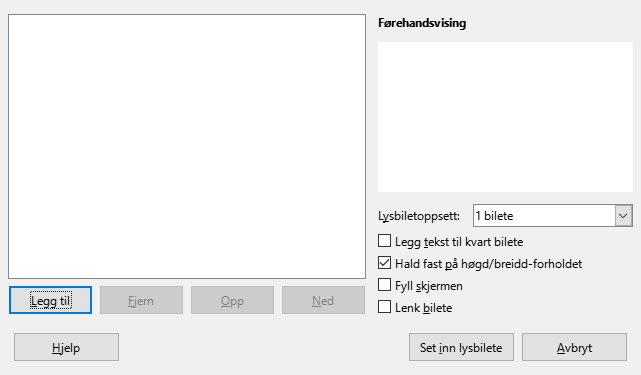 Førehandsvising
Lysbiletoppsett: 1 bilete
Legg tekst til kvart bilete
Hald fast på høgd/breidd-forholdet
Fyll skjermen
Lenk bilete
Legg til Fjern Opp Ned
Hjelp Set inn lysbilete Avbryt